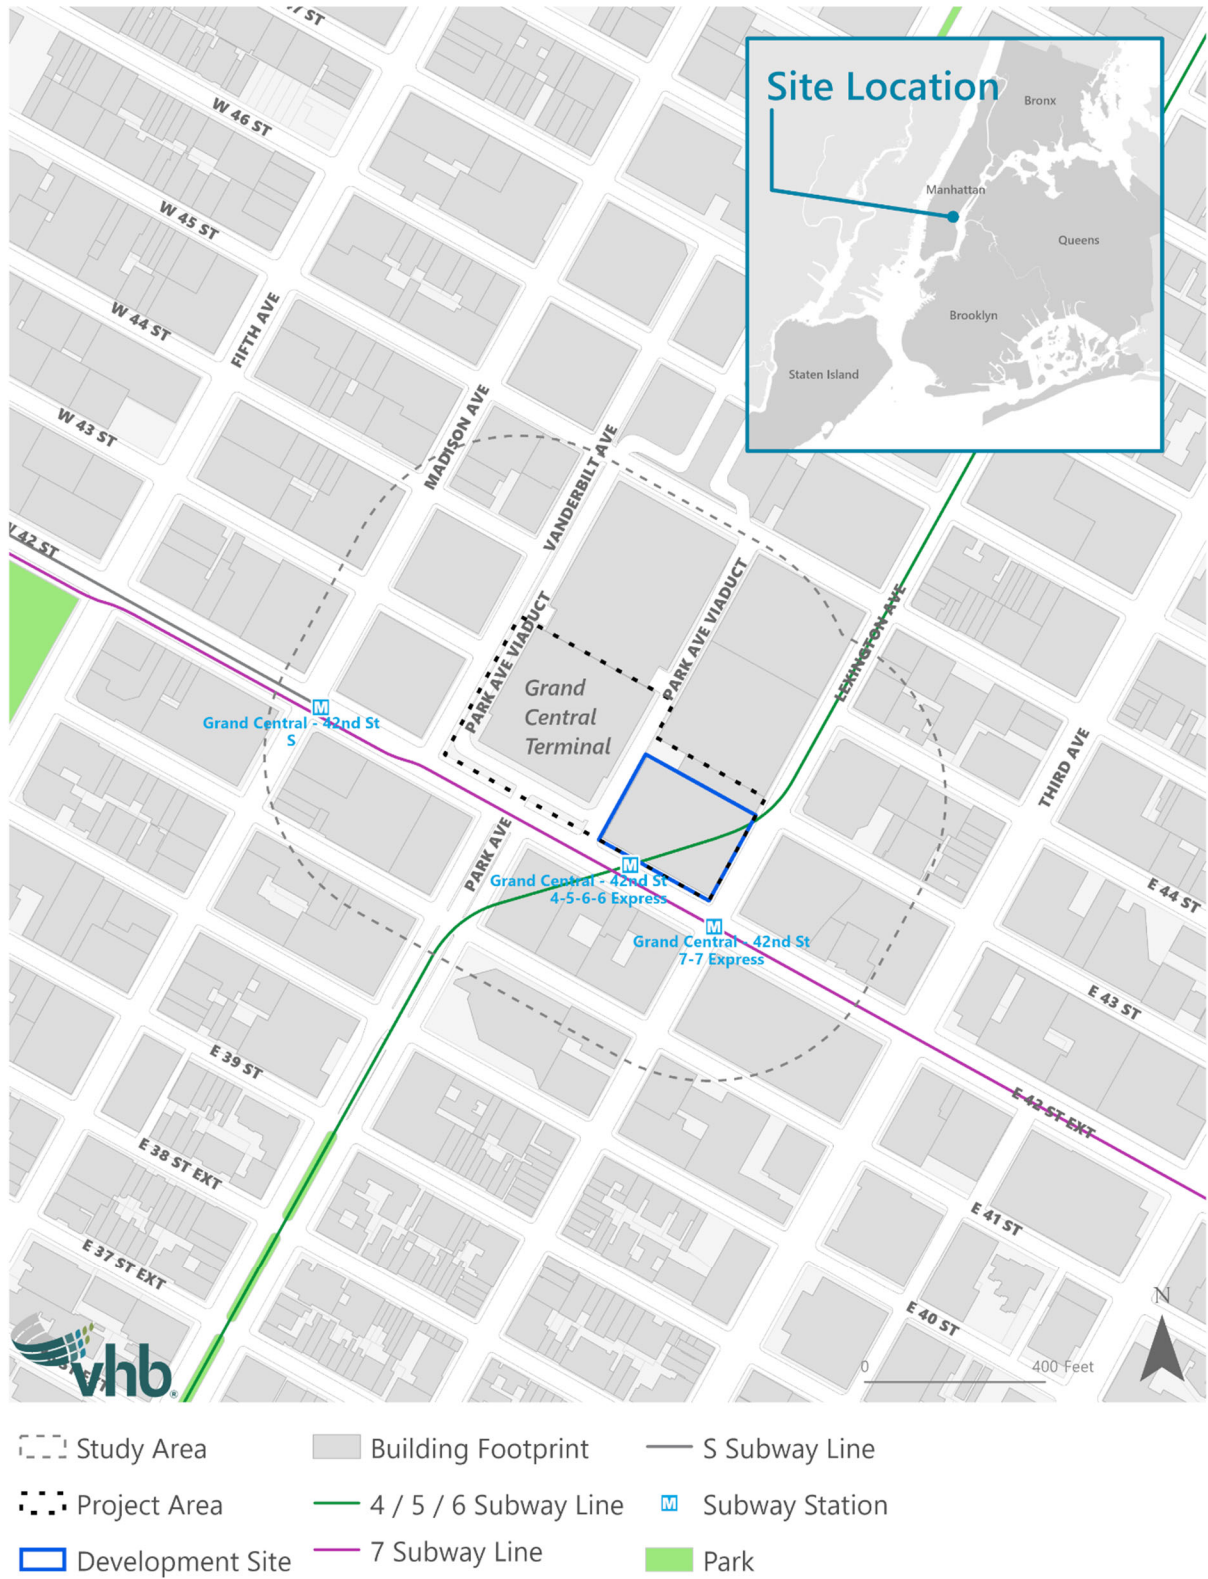 W 46 ST
W 45 ST
W 44 ST
W 43 ST
FIFTH AVE
MADISON AVE
VANDERBILT AVE
PARK AVE VIADUCT
PARK AVE VIADUCT
LEXINGTON AVE
THIRD AVE
PARK AVE
Site Location
Bronx
Manhattan
Queens
Brooklyn
Staten Island
Grand
Central
Terminal
M
Grand Central - 42nd St
S
M
Grand Central - 42nd St
4-5-6-6 Express
M
Grand Central - 42nd St
7-7 Express
42 ST
E 44 ST
E 43 ST
E 42 ST EXT
E 41 ST
E 40 ST
E 39 ST
E 38 ST EXT
E 37 ST EXT
vhb®
0 400 Feet
N
Study Area
Building Footprint
S Subway Line
Project Area
4 / 5 / 6 Subway Line
M Subway Station
Development Site
7 Subway Line
Park